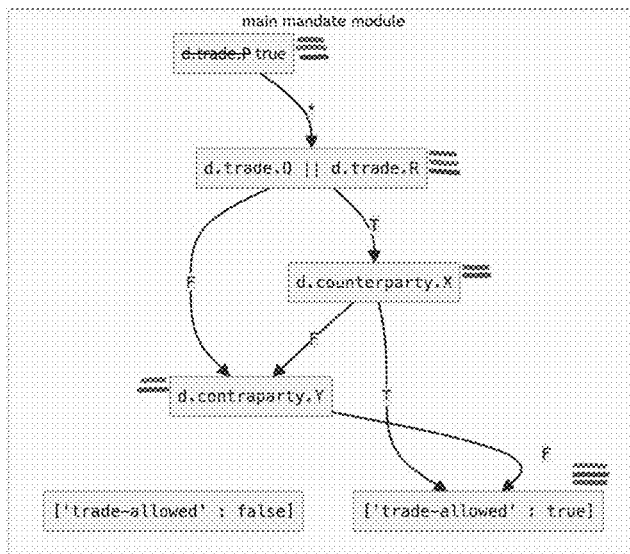 main mandate module
d.trade.P true
*
d.trade.Q || d.trade.R
T
F
d.counterparty.X
F
T
d.contraparty.Y
F
['trade-allowed' : false]
['trade-allowed' : true]